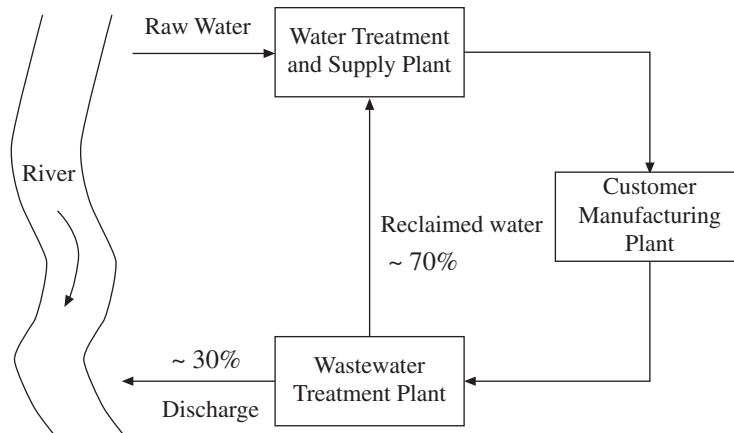 Raw Water
Water Treatment
and Supply Plant
River
Customer
Manufacturing
Plant
Reclaimed water
~ 70%
~ 30%
Discharge
Wastewater
Treatment Plant